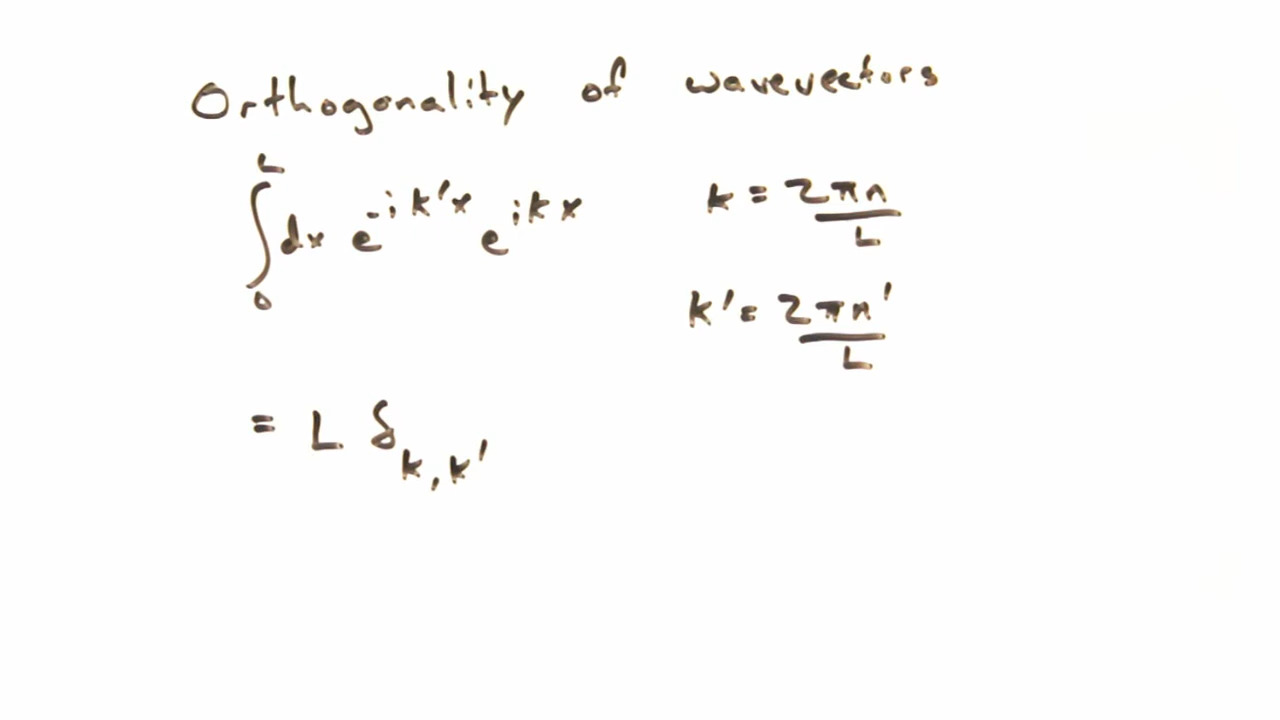 Orthogonality of wavevectors
∫₀ᴸ dx e^{-ik'x} e^{ikx}
k = 2πn/L
k' = 2πn'/L
= L δ_{k,k'}